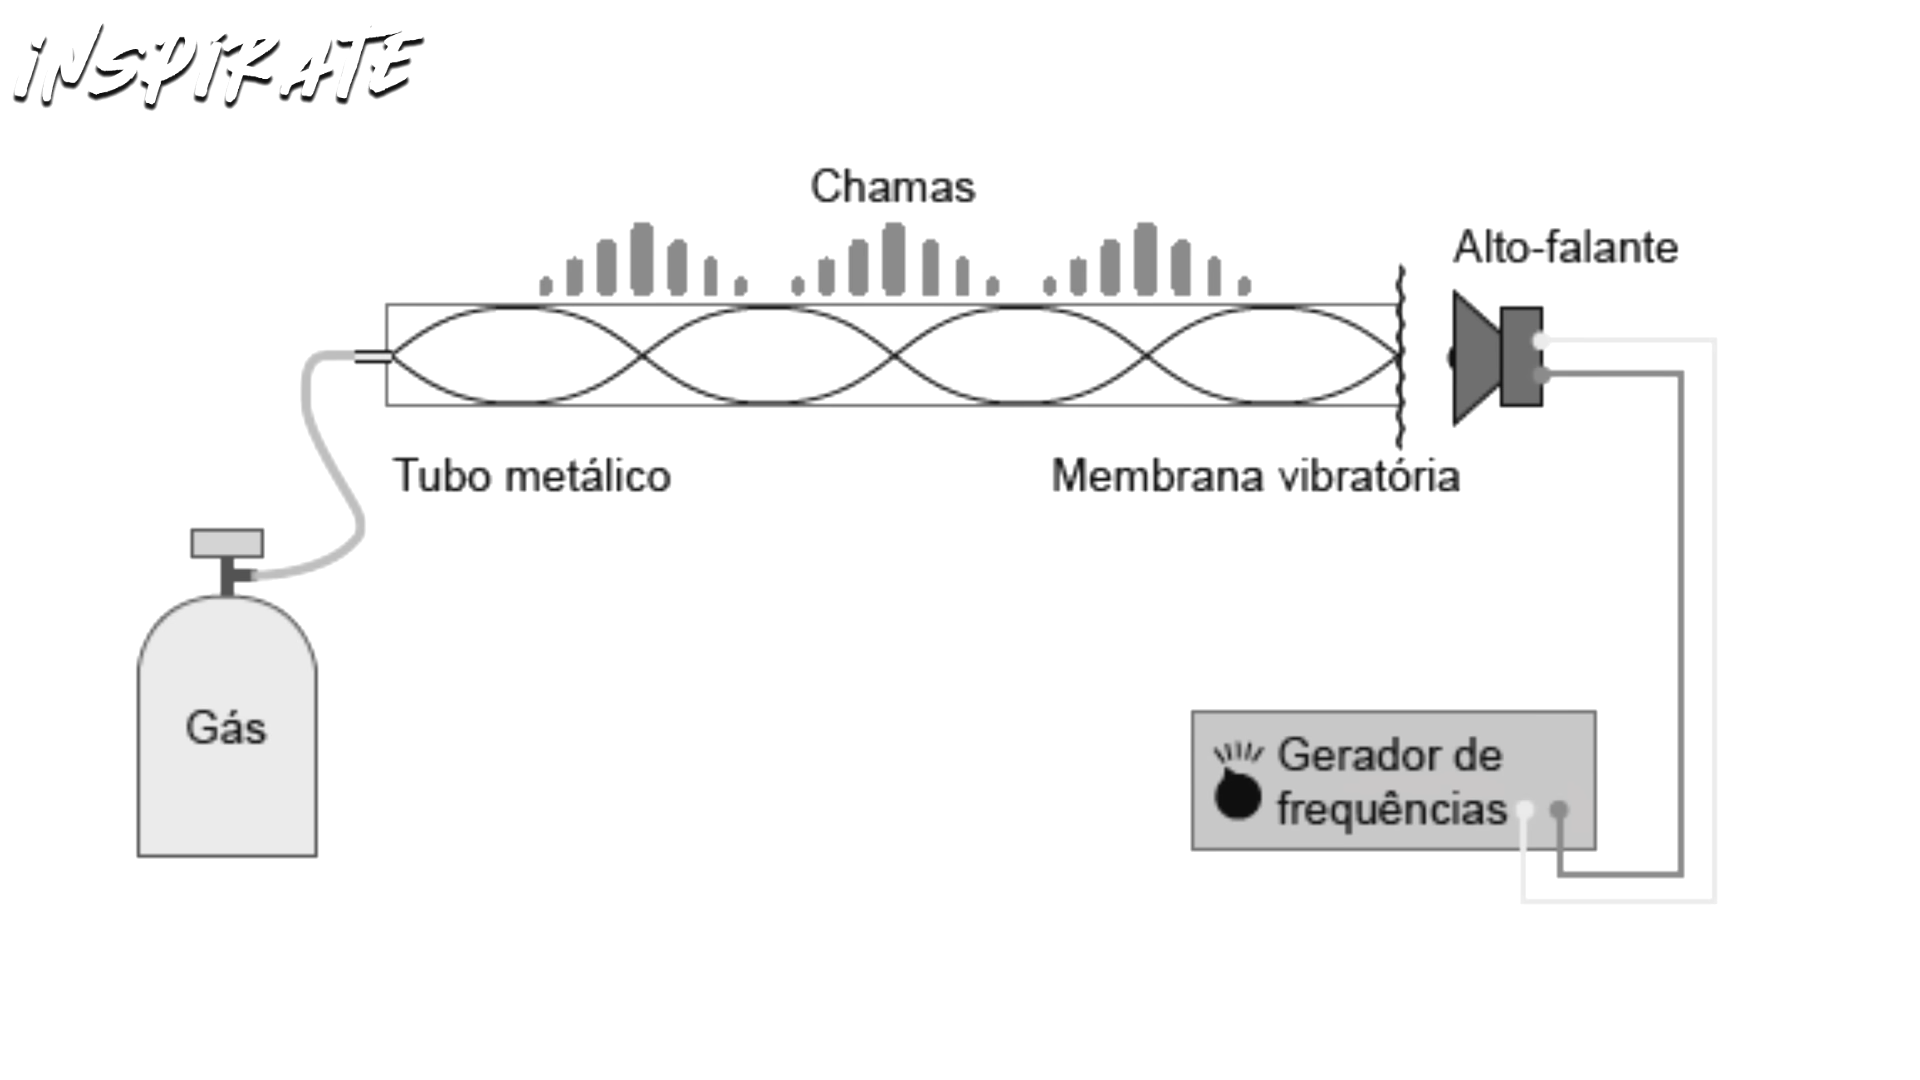 INSPIRATE
Chamas
Alto-falante
Tubo metálico
Membrana vibratória
Gás
Gerador de
frequências